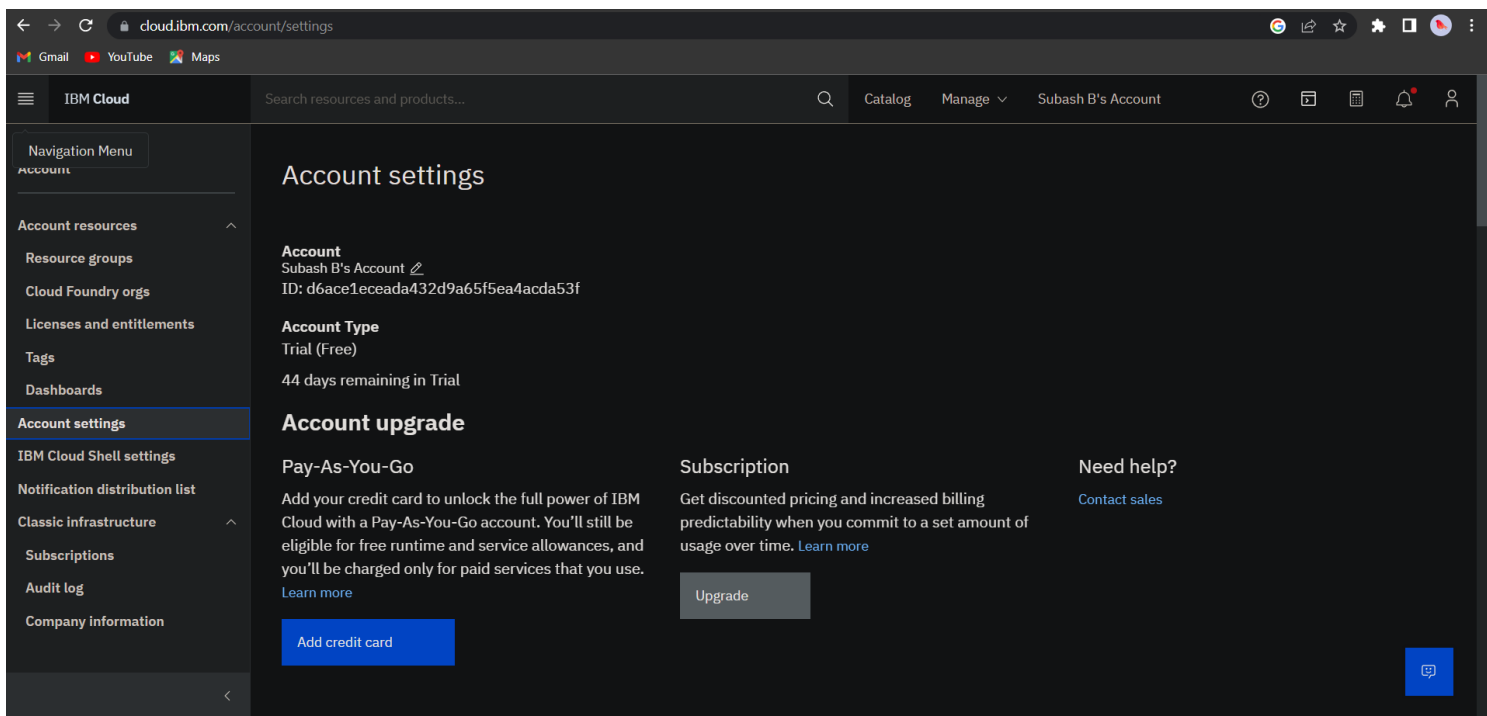 cloud.ibm.com/account/settings
Gmail YouTube Maps
IBM Cloud
Search resources and products...
Catalog
Manage
Subash B's Account
Navigation Menu
Account
Account resources
Resource groups
Cloud Foundry orgs
Licenses and entitlements
Tags
Dashboards
Account settings
IBM Cloud Shell settings
Notification distribution list
Classic infrastructure
Subscriptions
Audit log
Company information
Account settings
Account
Subash B's Account
ID: d6ace1eceada432d9a65f5ea4acda53f
Account Type
Trial (Free)
44 days remaining in Trial
Account upgrade
Pay-As-You-Go
Add your credit card to unlock the full power of IBM
Cloud with a Pay-As-You-Go account. You'll still be
eligible for free runtime and service allowances, and
you'll be charged only for paid services that you use.
Learn more
Add credit card
Subscription
Get discounted pricing and increased billing
predictability when you commit to a set amount of
usage over time. Learn more
Upgrade
Need help?
Contact sales